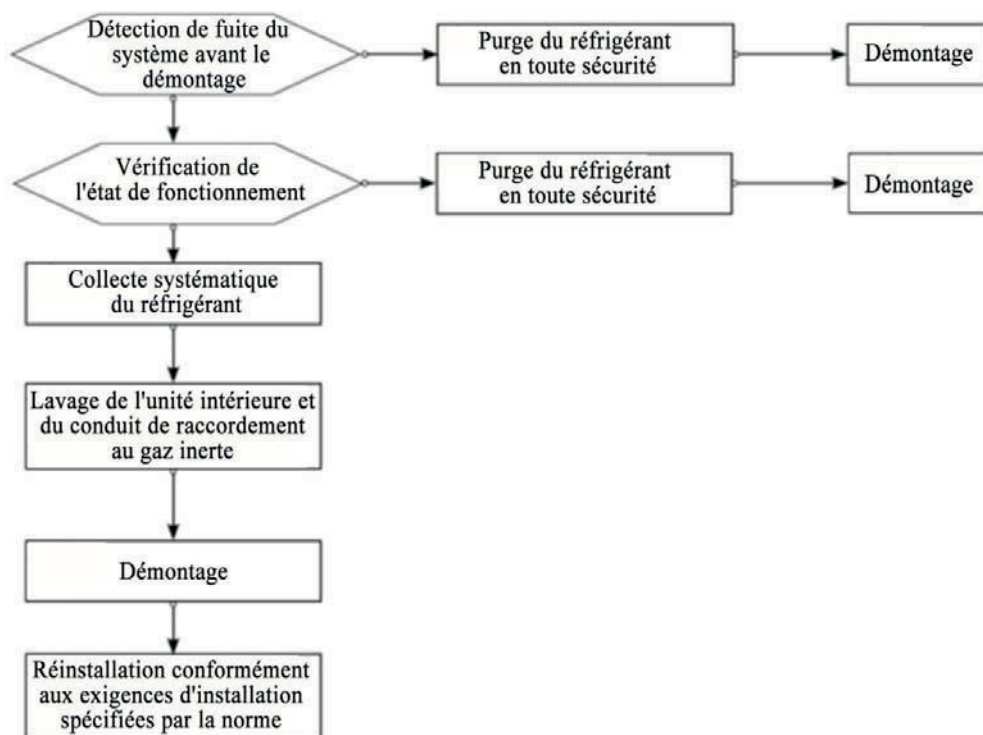 Détection de fuite du
système avant le
démontage
Purge du réfrigérant
en toute sécurité
Démontage
Vérification de
l'état de fonctionnement
Purge du réfrigérant
en toute sécurité
Démontage
Collecte systématique
du réfrigérant
Lavage de l'unité intérieure et
du conduit de raccordement
au gaz inerte
Démontage
Réinstallation conformément
aux exigences d'installation
spécifiées par la norme